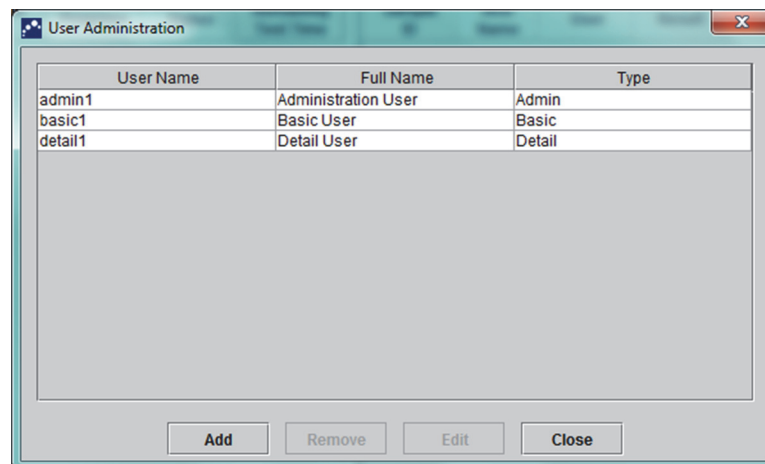 User Administration
User Name Full Name Type
admin1 Administration User Admin
basic1 Basic User Basic
detail1 Detail User Detail
Add Remove Edit Close